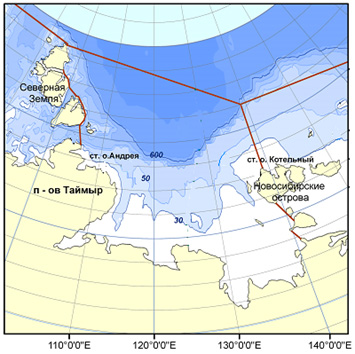 Северная
Земля
ст. о.Андрея
600
ст. о. Котельный
50
п - ов Таймыр
Новосибирские
острова
30
110°0'0"E
120°0'0"E
130°0'0"E
140°0'0"E